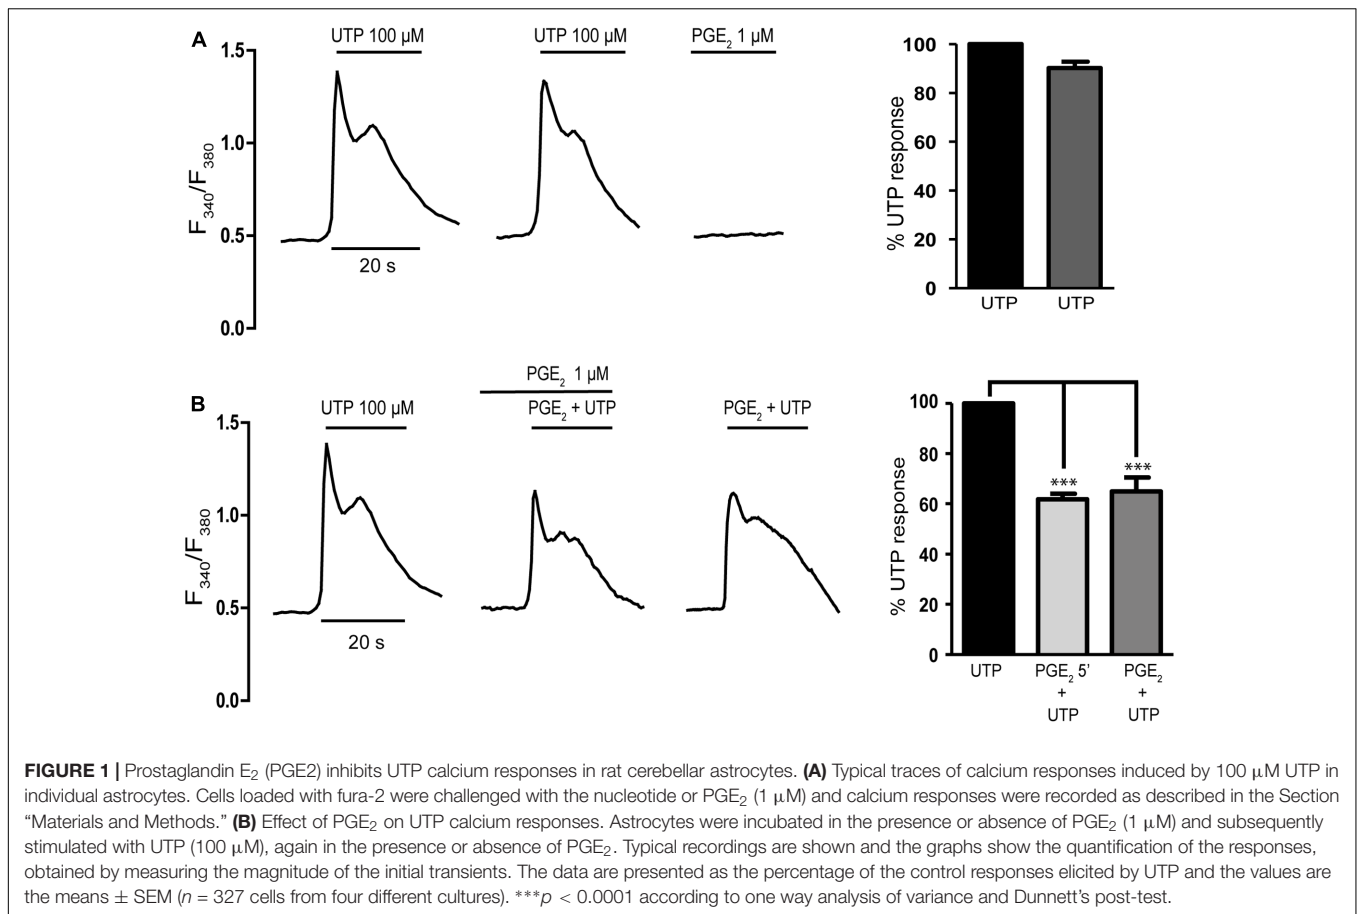 A
UTP 100 µM
UTP 100 µM
PGE2 1 µM
1.5
1.0
0.5
0.0
F340/F380
20 s
100
80
60
40
20
0
% UTP response
UTP
UTP
B
PGE2 1 µM
UTP 100 µM
PGE2 + UTP
PGE2 + UTP
1.5
1.0
0.5
0.0
F340/F380
20 s
100
80
60
40
20
0
% UTP response
***
***
UTP
PGE2 5'
+
UTP
PGE2
+
UTP
FIGURE 1 | Prostaglandin E2 (PGE2) inhibits UTP calcium responses in rat cerebellar astrocytes. (A) Typical traces of calcium responses induced by 100 µM UTP in
individual astrocytes. Cells loaded with fura-2 were challenged with the nucleotide or PGE2 (1 µM) and calcium responses were recorded as described in the Section
“Materials and Methods.” (B) Effect of PGE2 on UTP calcium responses. Astrocytes were incubated in the presence or absence of PGE2 (1 µM) and subsequently
stimulated with UTP (100 µM), again in the presence or absence of PGE2. Typical recordings are shown and the graphs show the quantification of the responses,
obtained by measuring the magnitude of the initial transients. The data are presented as the percentage of the control responses elicited by UTP and the values are
the means ± SEM (n = 327 cells from four different cultures). ***p < 0.0001 according to one way analysis of variance and Dunnett’s post-test.